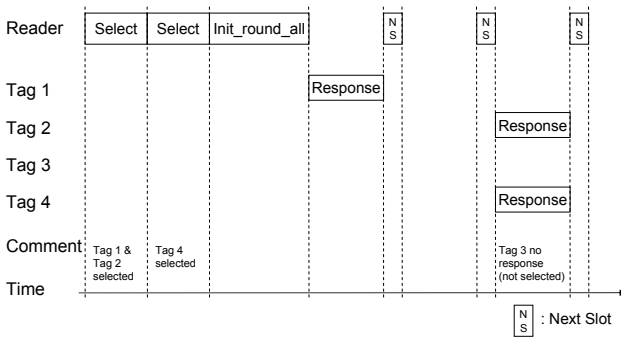 Reader
Select
Select
Init_round_all
N
S
N
S
N
S
Tag 1
Response
Tag 2
Response
Tag 3
Tag 4
Response
Comment
Tag 1 &
Tag 2
selected
Tag 4
selected
Tag 3 no
response
(not selected)
Time
N
S
: Next Slot